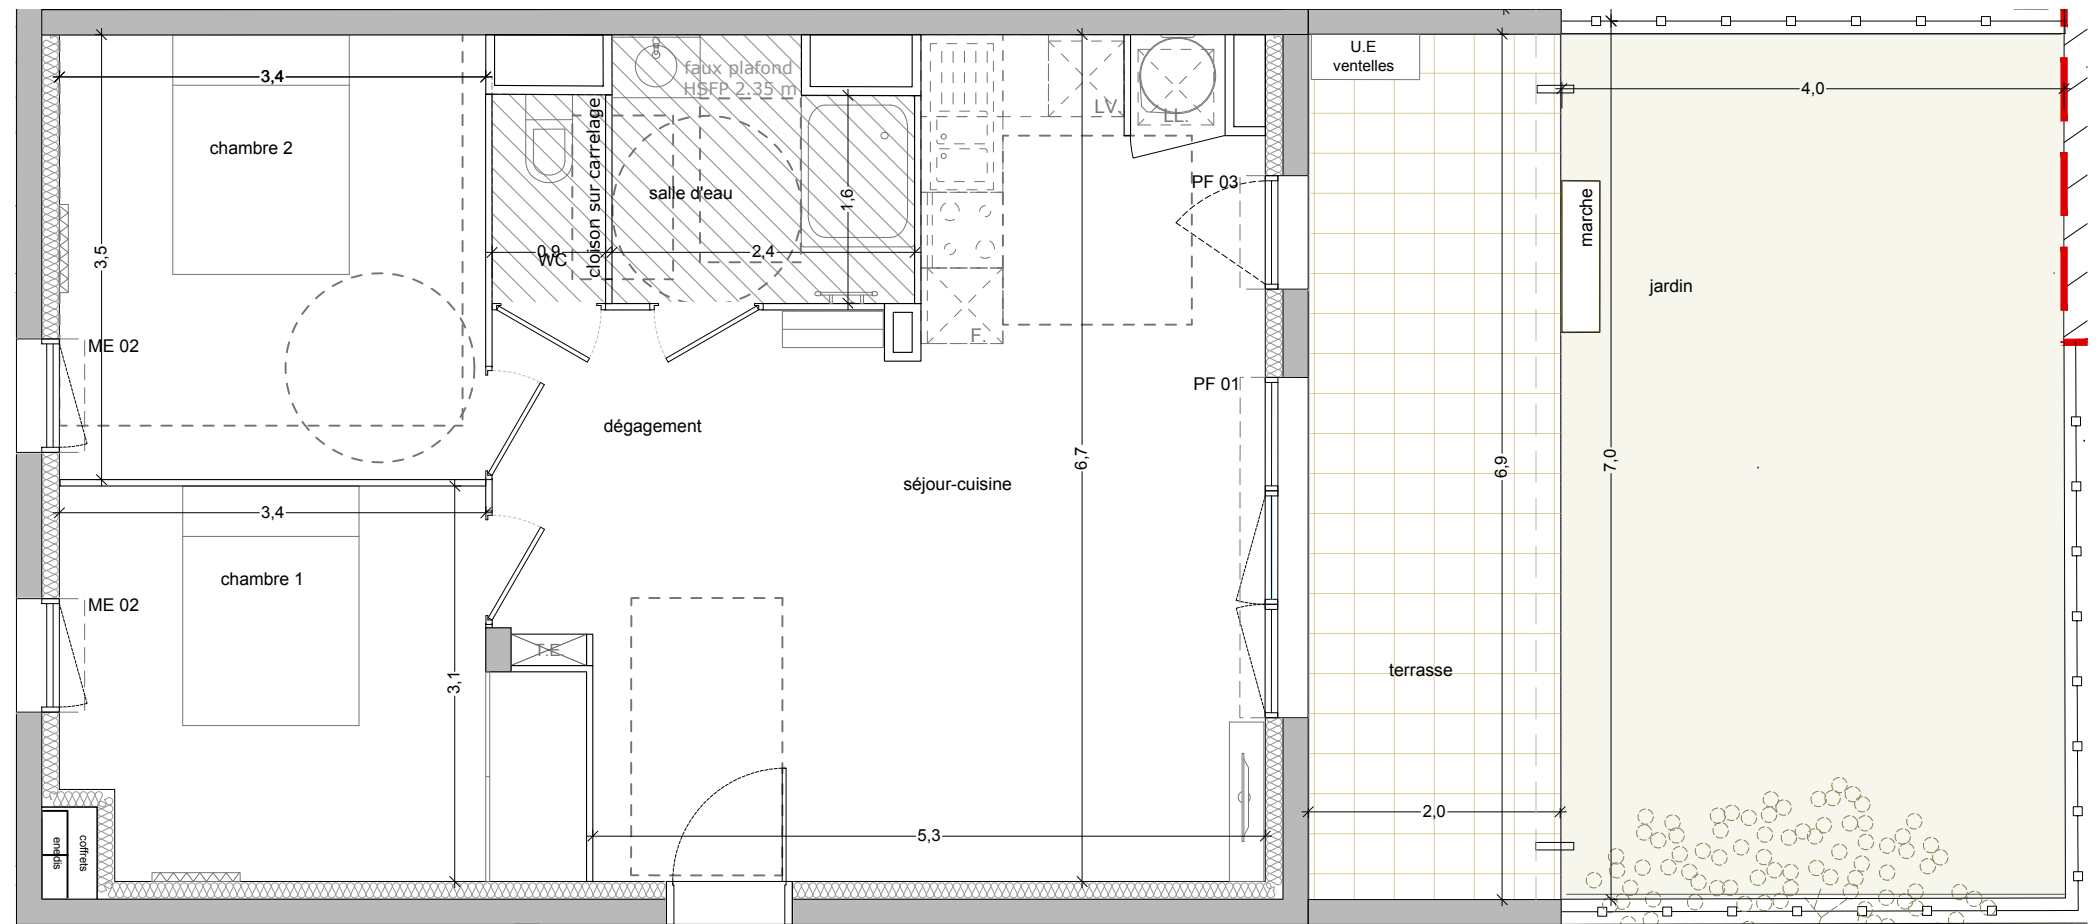 U.E
ventelles
3,4
faux plafond
HSFP 2.35 m
LV.
LL.
4,0
chambre 2
cloison sur carrelage
salle d'eau
1,6
PF 03
marche
3,5
0,9
WC
2,4
jardin
ME 02
F.
PF 01
dégagement
6,7
6,9
7,0
séjour-cuisine
3,4
chambre 1
ME 02
T.E.
3,1
terrasse
5,3
2,0
enedis
coffrets